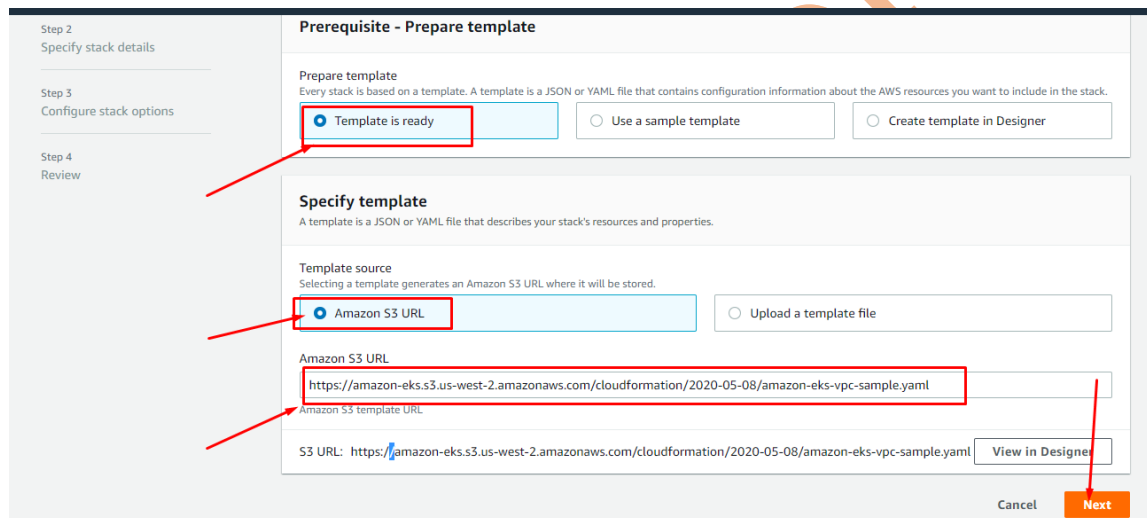 Step 2
Specify stack details
Step 3
Configure stack options
Step 4
Review
Prerequisite - Prepare template
Prepare template
Every stack is based on a template. A template is a JSON or YAML file that contains configuration information about the AWS resources you want to include in the stack.
Template is ready
Use a sample template
Create template in Designer
Specify template
A template is a JSON or YAML file that describes your stack's resources and properties.
Template source
Selecting a template generates an Amazon S3 URL where it will be stored.
Amazon S3 URL
Upload a template file
Amazon S3 URL
https://amazon-eks.s3.us-west-2.amazonaws.com/cloudformation/2020-05-08/amazon-eks-vpc-sample.yaml
Amazon S3 template URL
S3 URL: https://amazon-eks.s3.us-west-2.amazonaws.com/cloudformation/2020-05-08/amazon-eks-vpc-sample.yaml
View in Designer
Cancel
Next